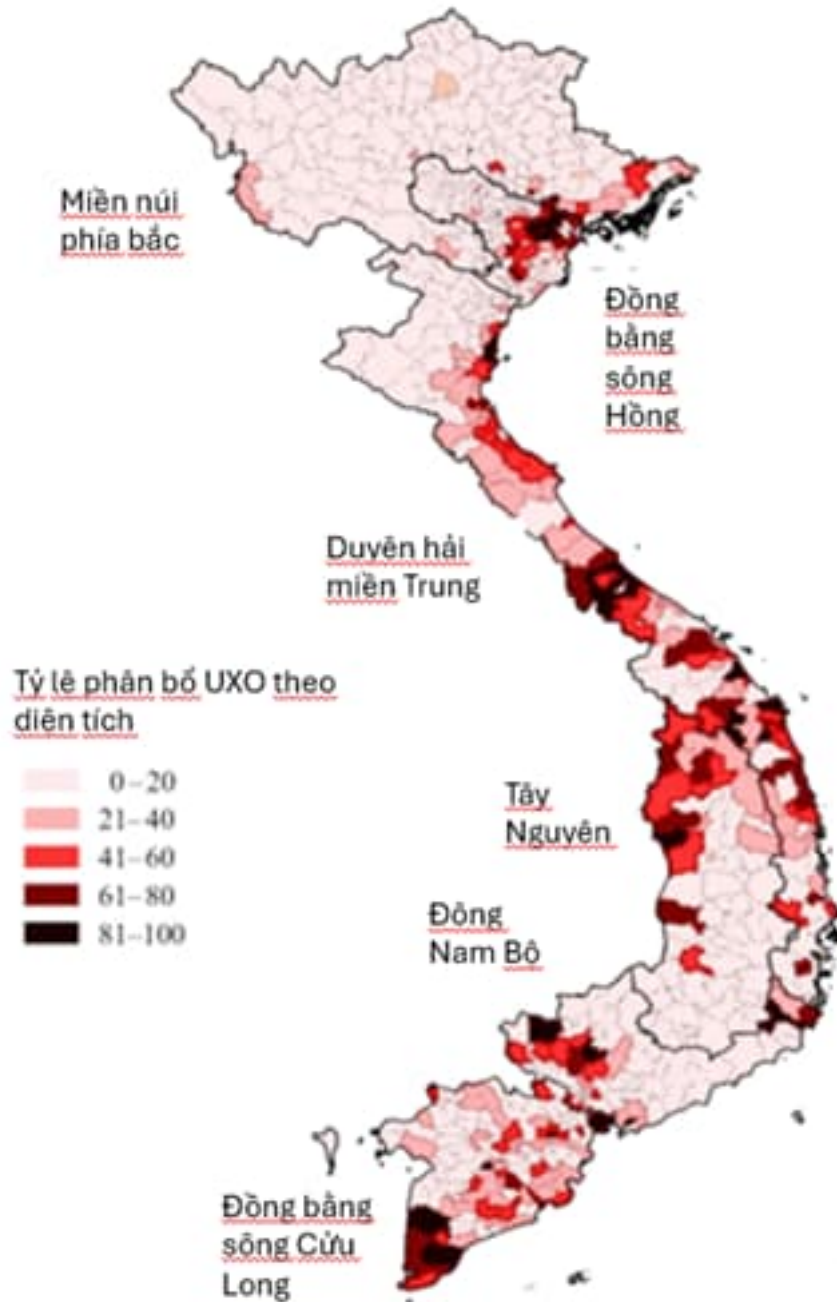 Miền núi
phía bắc
Đồng
bằng
sông
Hồng
Duyên hải
miền Trung
Tỷ lệ phân bố UXO theo
diện tích
0–20
21–40
41–60
61–80
81–100
Tây
Nguyên
Đông
Nam Bộ
Đồng bằng
sông Cửu
Long